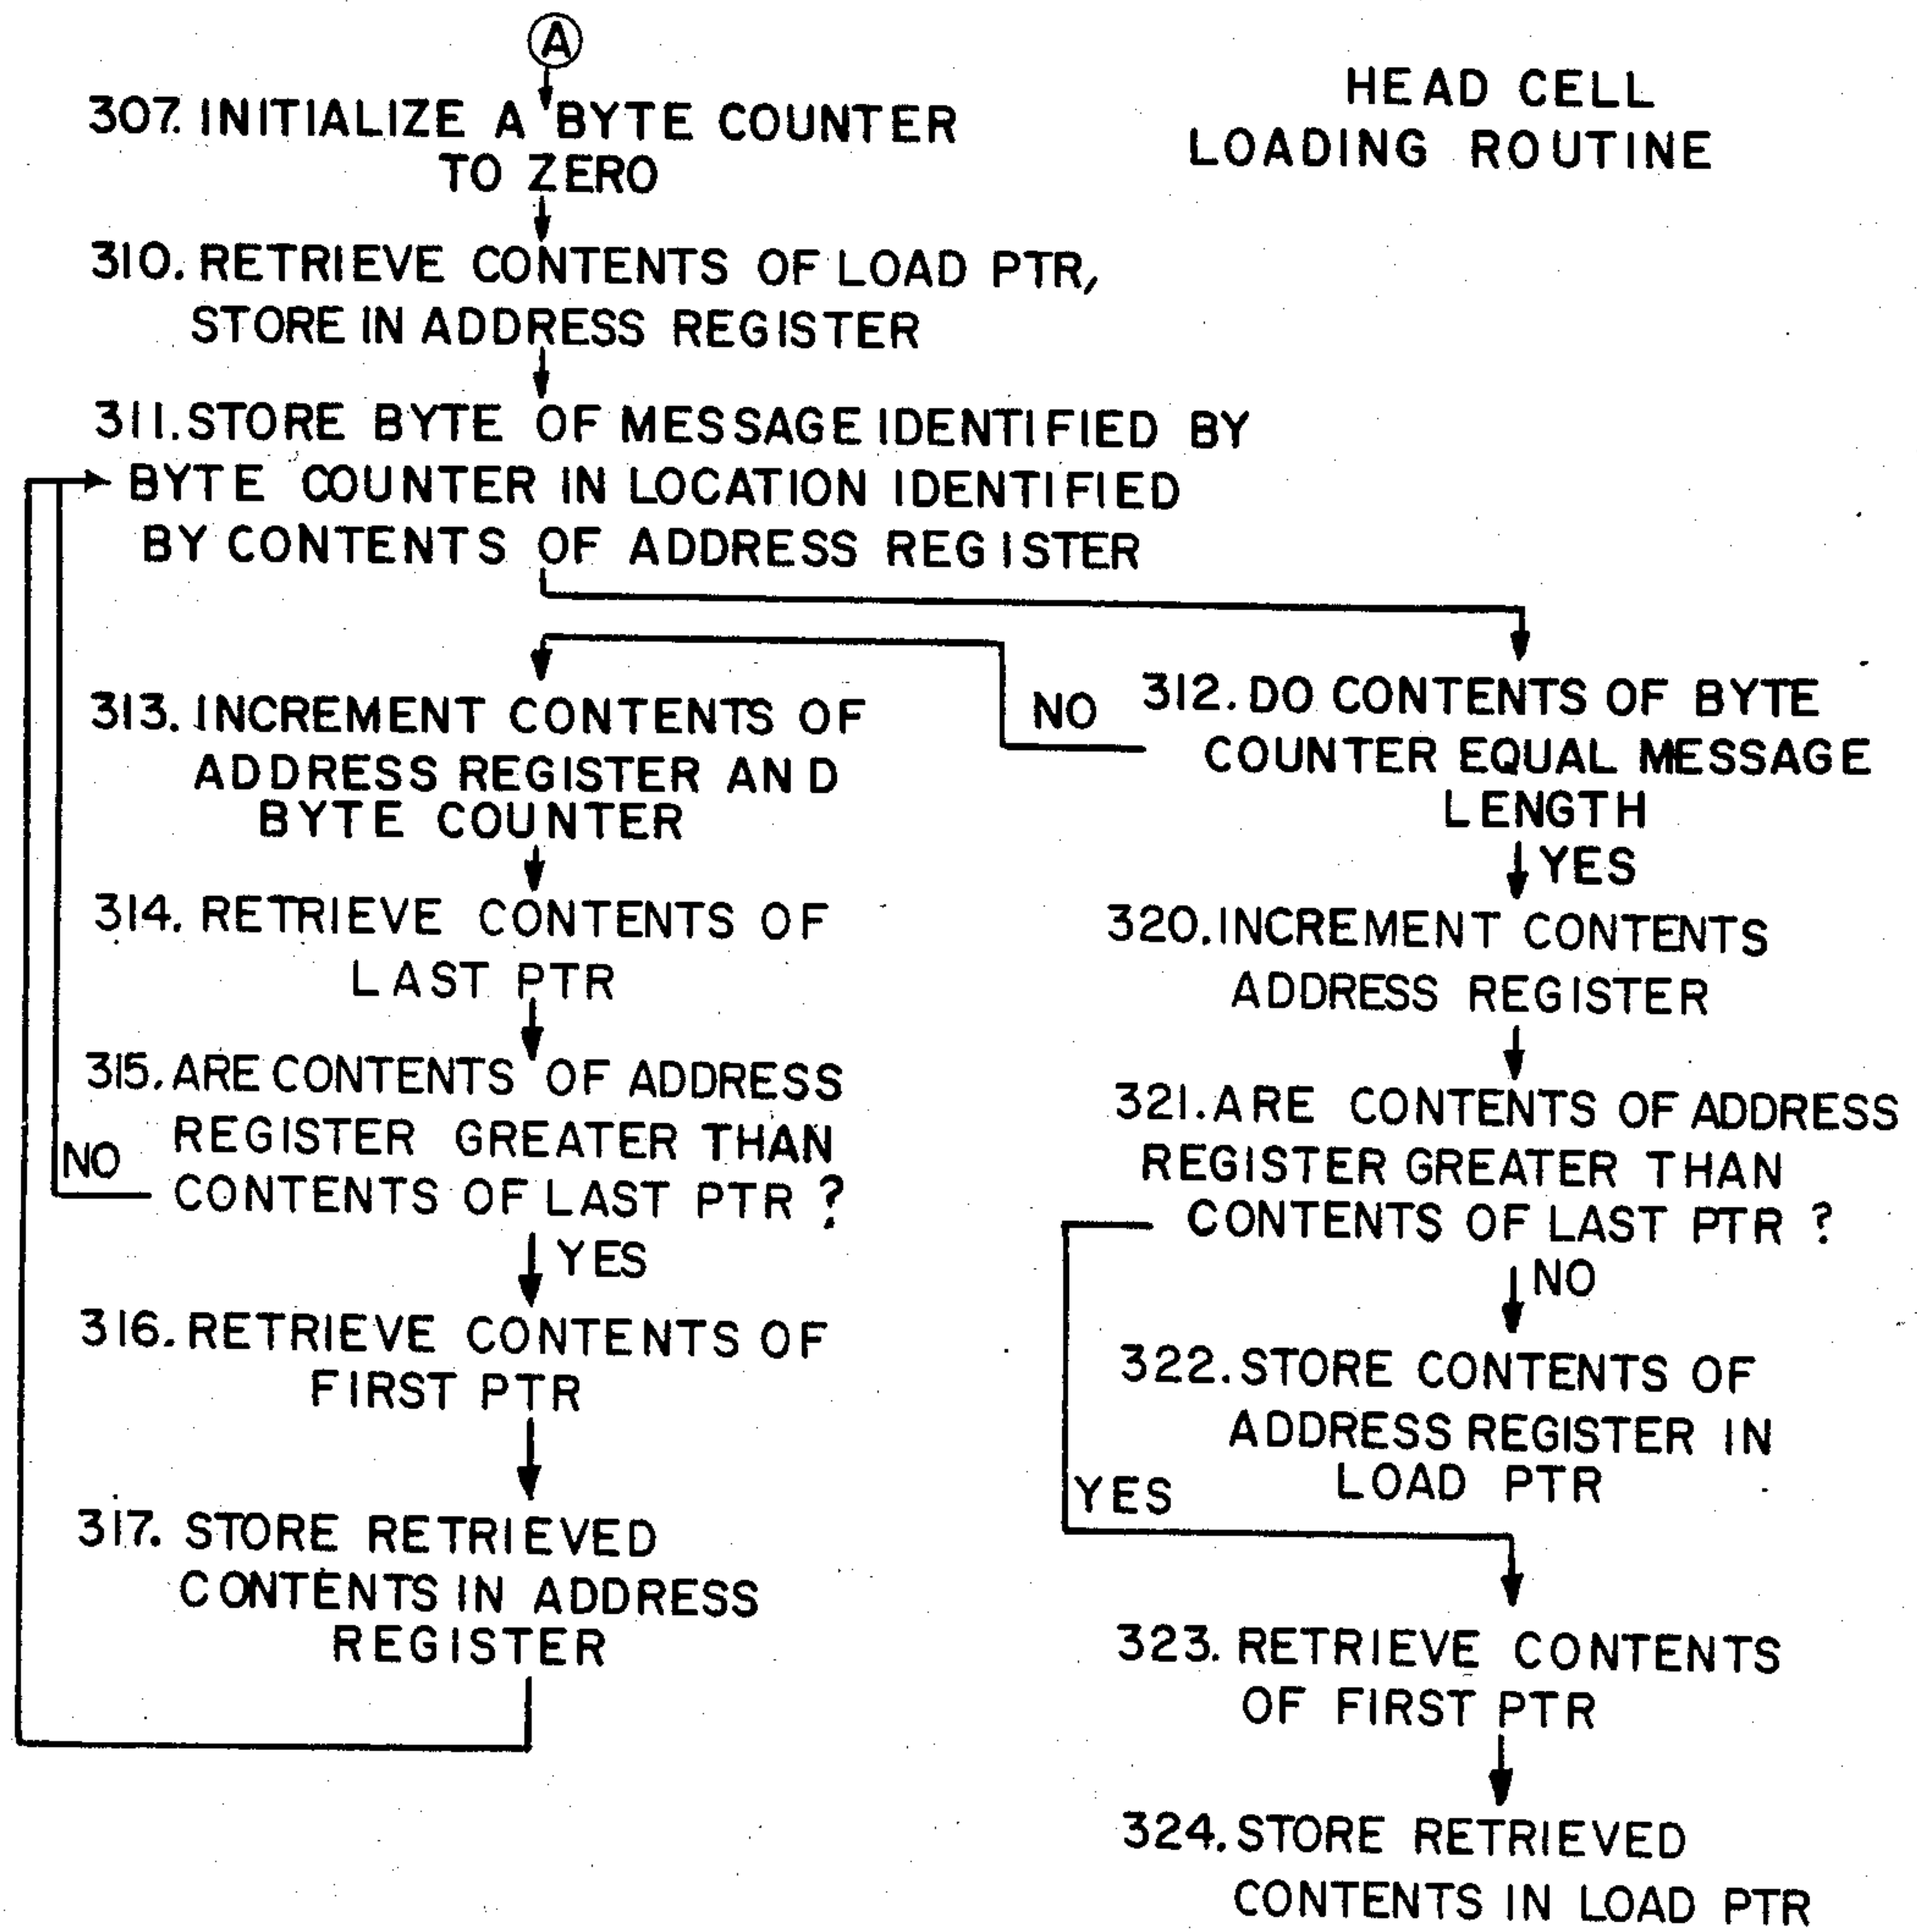 A
HEAD CELL
LOADING ROUTINE
307. INITIALIZE A BYTE COUNTER
TO ZERO
310. RETRIEVE CONTENTS OF LOAD PTR,
STORE IN ADDRESS REGISTER
311. STORE BYTE OF MESSAGE IDENTIFIED BY
BYTE COUNTER IN LOCATION IDENTIFIED
BY CONTENTS OF ADDRESS REGISTER
312. DO CONTENTS OF BYTE
COUNTER EQUAL MESSAGE
LENGTH
NO
YES
313. INCREMENT CONTENTS OF
ADDRESS REGISTER AND
BYTE COUNTER
314. RETRIEVE CONTENTS OF
LAST PTR
315. ARE CONTENTS OF ADDRESS
REGISTER GREATER THAN
CONTENTS OF LAST PTR ?
NO
YES
316. RETRIEVE CONTENTS OF
FIRST PTR
317. STORE RETRIEVED
CONTENTS IN ADDRESS
REGISTER
320. INCREMENT CONTENTS
ADDRESS REGISTER
321. ARE CONTENTS OF ADDRESS
REGISTER GREATER THAN
CONTENTS OF LAST PTR ?
NO
YES
322. STORE CONTENTS OF
ADDRESS REGISTER IN
LOAD PTR
323. RETRIEVE CONTENTS
OF FIRST PTR
324. STORE RETRIEVED
CONTENTS IN LOAD PTR